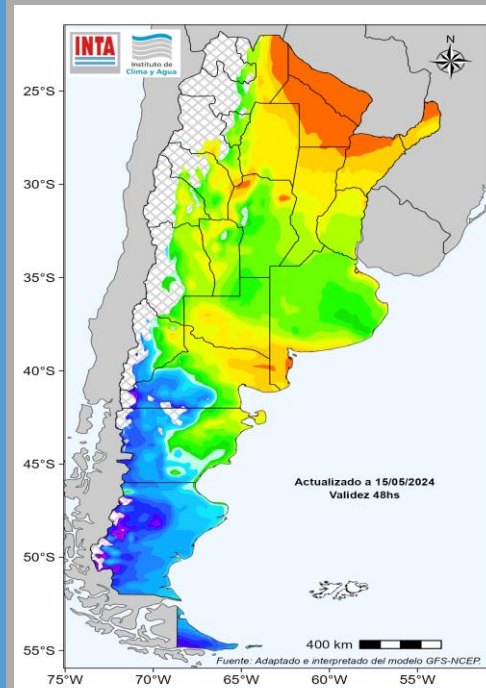 INTA
Instituto de
Clima y Agua
25°S
30°S
35°S
40°S
45°S
50°S
55°S
Actualizado a 15/05/2024
Validez 48hs
400 km
Fuente: Adaptado e interpretado del modelo GFS-NCEP.
75°W
70°W
65°W
60°W
55°W